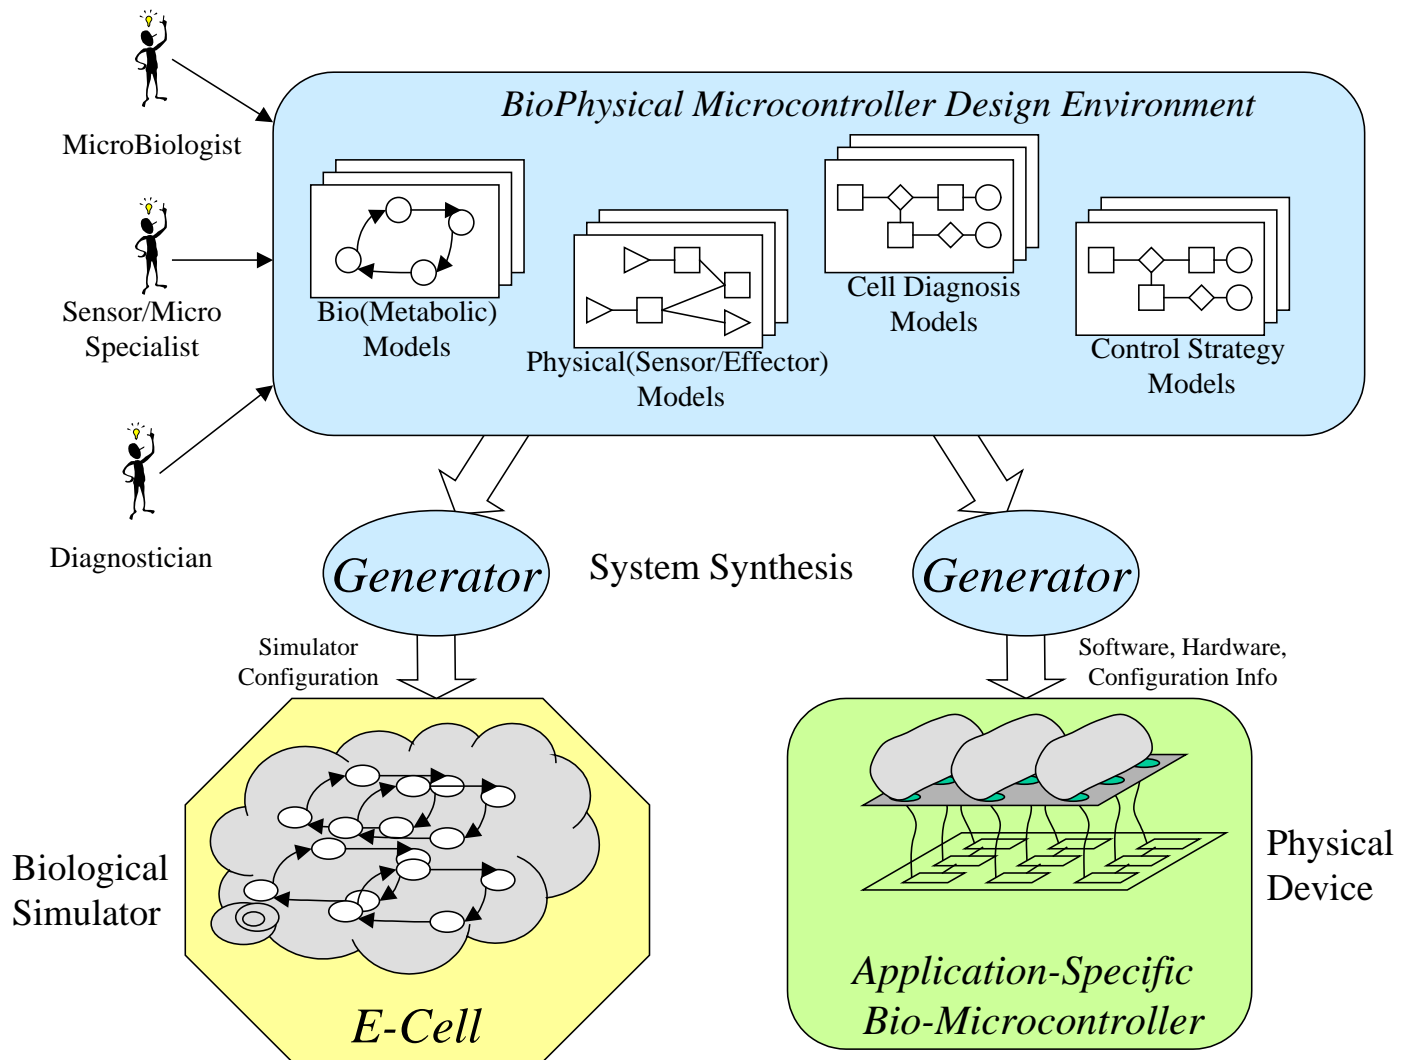 BioPhysical Microcontroller Design Environment
MicroBiologist
Sensor/Micro
Specialist
Diagnostician
Bio(Metabolic)
Models
Physical(Sensor/Effector)
Models
Cell Diagnosis
Models
Control Strategy
Models
Generator
System Synthesis
Generator
Simulator
Configuration
Software, Hardware,
Configuration Info
Biological
Simulator
E-Cell
Physical
Device
Application-Specific
Bio-Microcontroller